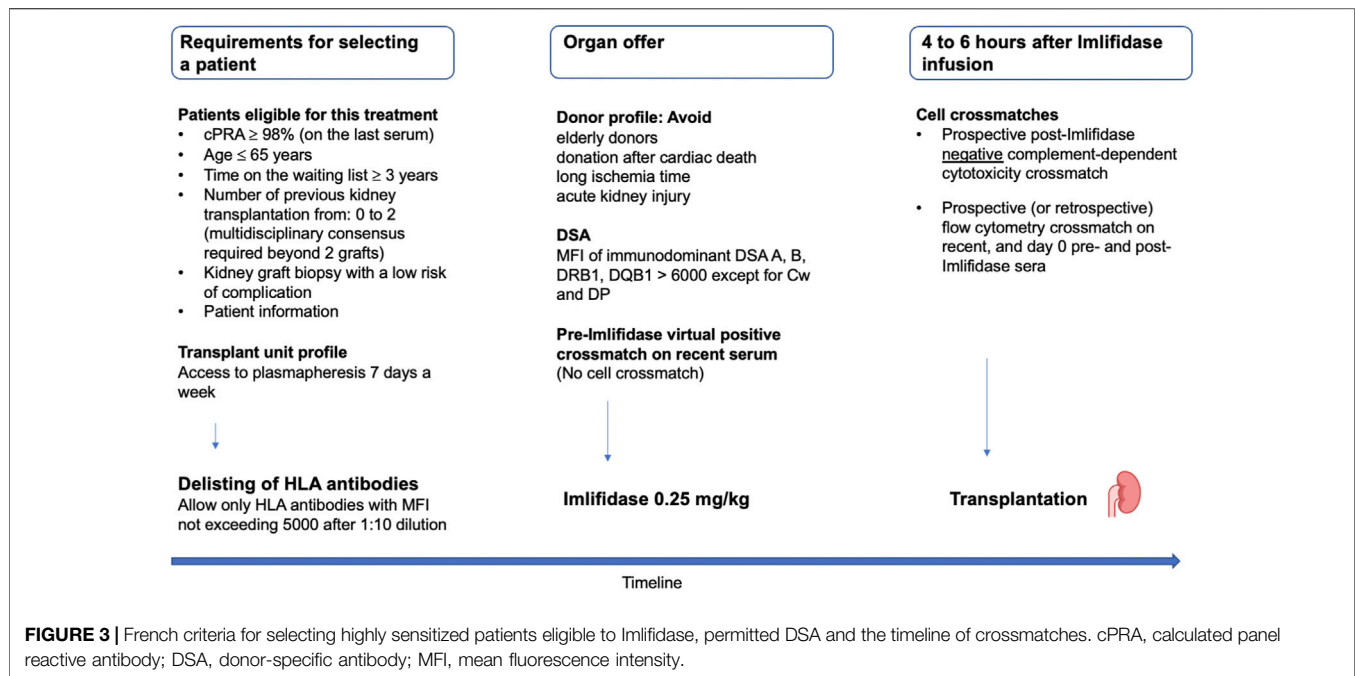 Requirements for selecting
a patient
Patients eligible for this treatment
• cPRA ≥ 98% (on the last serum)
• Age ≤ 65 years
• Time on the waiting list ≥ 3 years
• Number of previous kidney
transplantation from: 0 to 2
(multidisciplinary consensus
required beyond 2 grafts)
• Kidney graft biopsy with a low risk
of complication
• Patient information
Transplant unit profile
Access to plasmapheresis 7 days a
week
Delisting of HLA antibodies
Allow only HLA antibodies with MFI
not exceeding 5000 after 1:10 dilution
Organ offer
Donor profile: Avoid
elderly donors
donation after cardiac death
long ischemia time
acute kidney injury
DSA
MFI of immunodominant DSA A, B,
DRB1, DQB1 > 6000 except for Cw
and DP
Pre-Imlifidase virtual positive
crossmatch on recent serum
(No cell crossmatch)
Imlifidase 0.25 mg/kg
4 to 6 hours after Imlifidase
infusion
Cell crossmatches
• Prospective post-Imlifidase
negative complement-dependent
cytotoxicity crossmatch
• Prospective (or retrospective)
flow cytometry crossmatch on
recent, and day 0 pre- and post-
Imlifidase sera
Transplantation
Timeline
FIGURE 3 | French criteria for selecting highly sensitized patients eligible to Imlifidase, permitted DSA and the timeline of crossmatches. cPRA, calculated panel
reactive antibody; DSA, donor-specific antibody; MFI, mean fluorescence intensity.